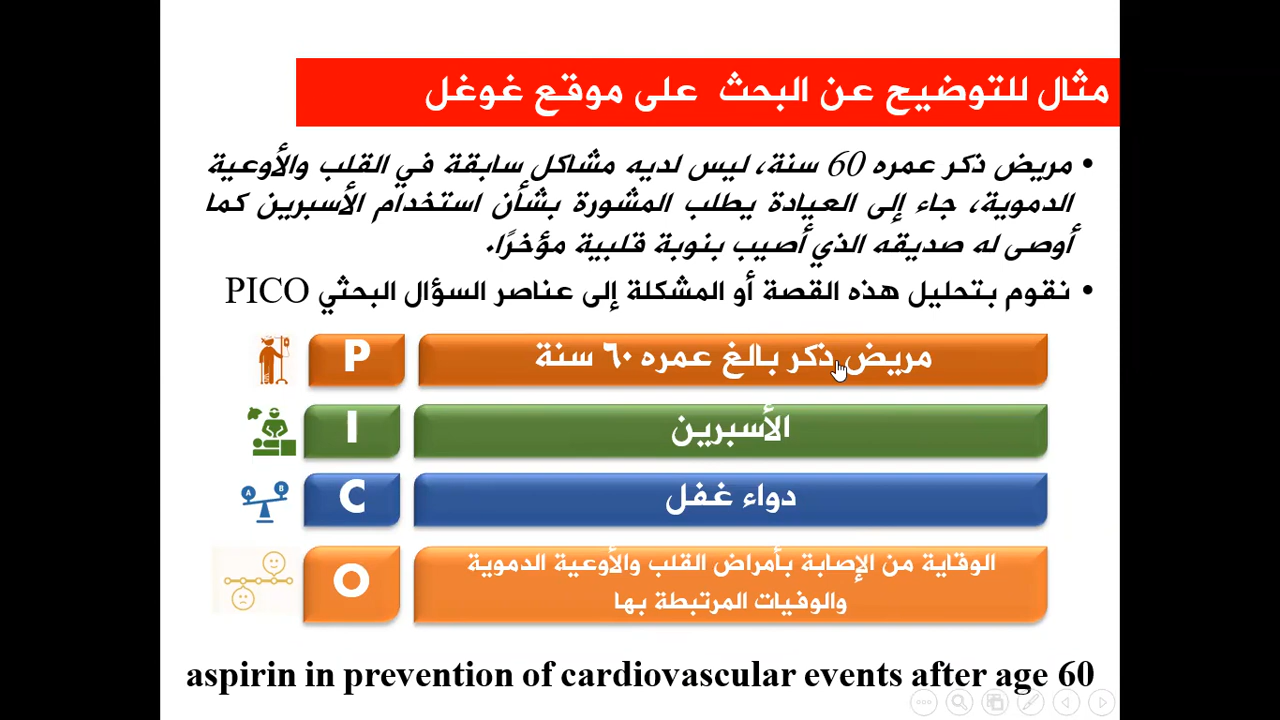 مثال للتوضيح عن البحث على موقع غوغل
• مريض ذكر عمره 60 سنة، ليس لديه مشاكل سابقة في القلب والأوعية
الدموية، جاء إلى العيادة يطلب المشورة بشأن استخدام الأسبرين كما
أوصى له صديقه الذي أصيب بنوبة قلبية مؤخرًا.
• نقوم بتحليل هذه القصة أو المشكلة إلى عناصر السؤال البحثي PICO
P مريض ذكر بالغ عمره ٦٠ سنة
I الأسبرين
A B
C دواء غفل
O الوقاية من الإصابة بأمراض القلب والأوعية الدموية
والوفيات المرتبطة بها
aspirin in prevention of cardiovascular events after age 60